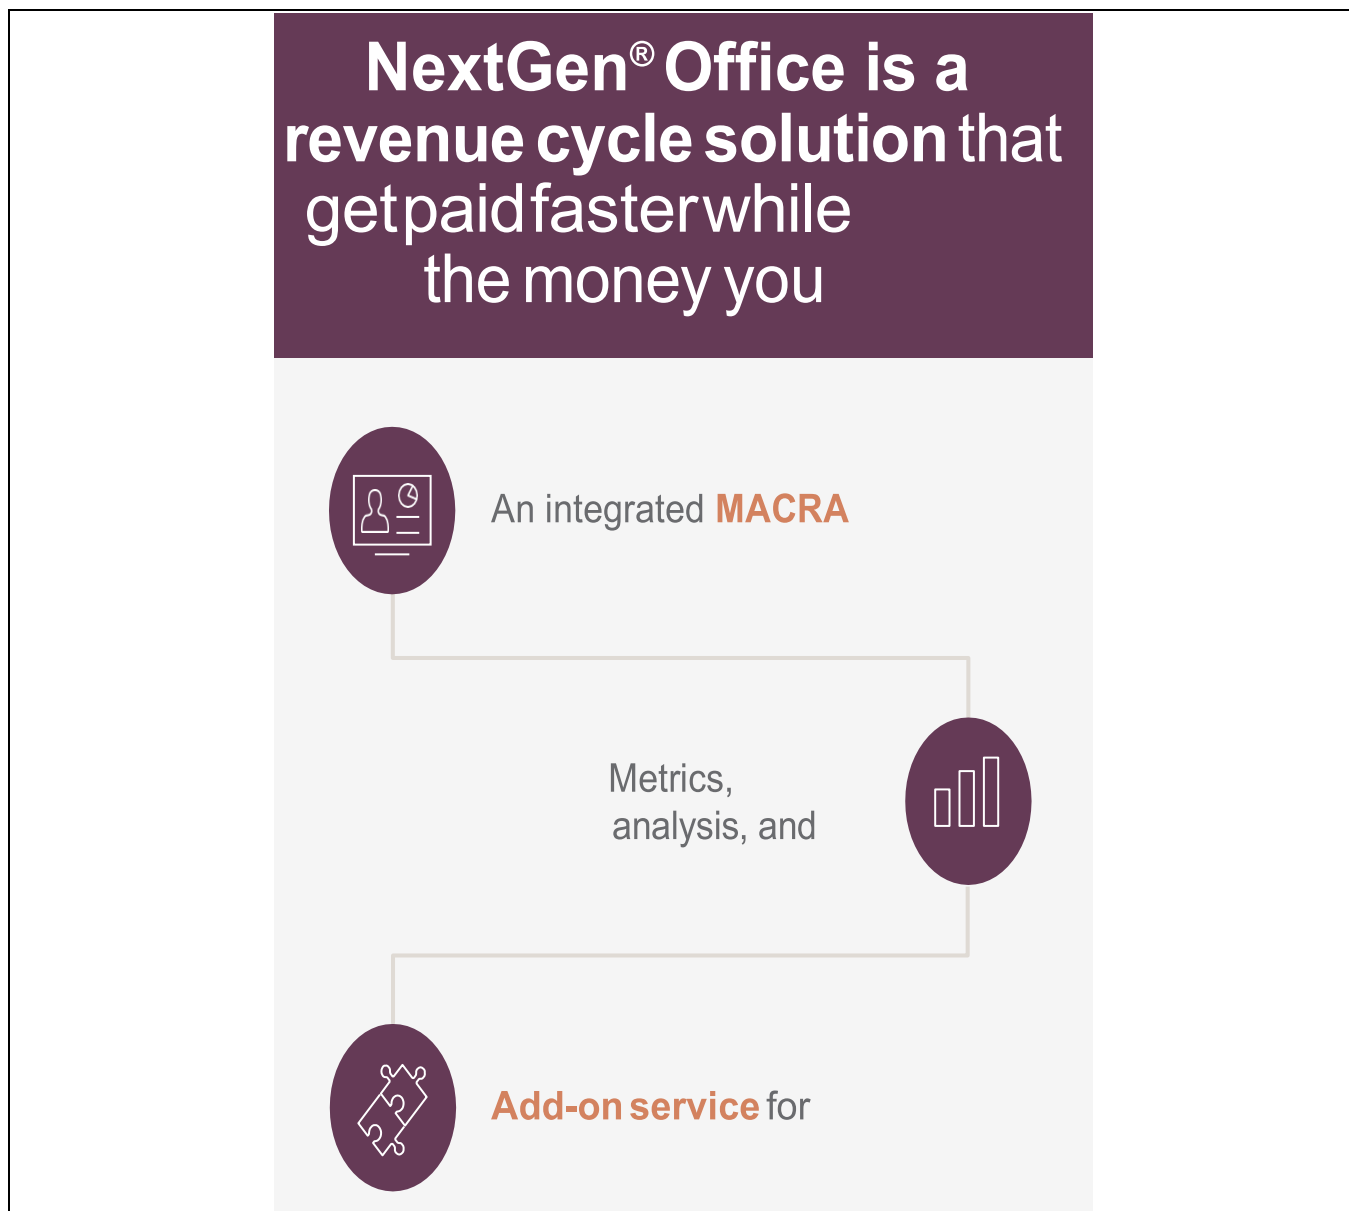 NextGen® Office is a
revenue cycle solution that
get paid faster while
the money you
An integrated MACRA
Metrics,
analysis, and
Add-on service for